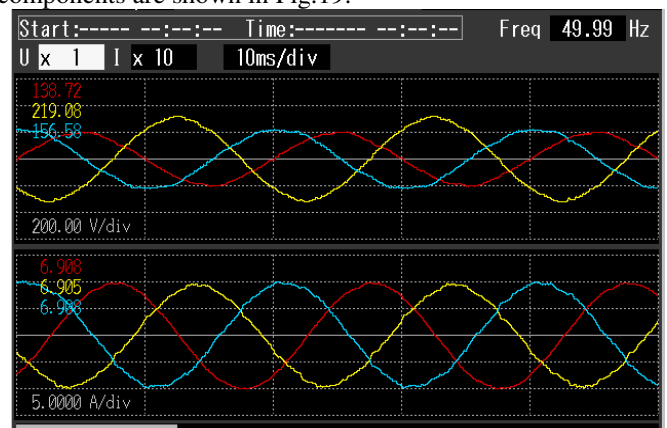 components are shown in Fig.19.
Start:----- --:--:-- Time:------- --:--:-- Freq 49.99 Hz
U x 1 I x 10 10ms/div
138.72
219.08
156.58
200.00 V/div
6.908
6.905
6.988
5.0000 A/div